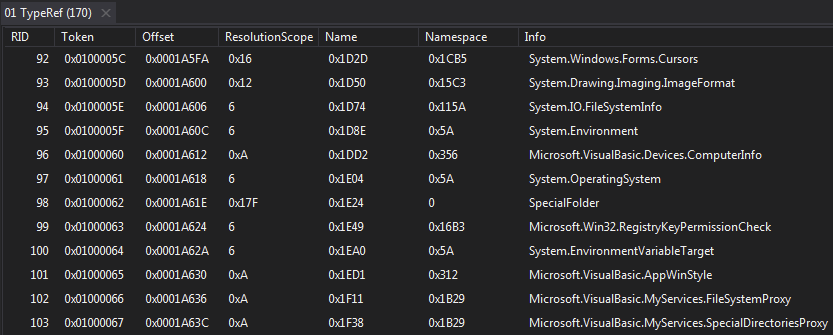 01 TypeRef (170) ×
RID Token Offset ResolutionScope Name Namespace Info
92 0x0100005C 0x0001A5FA 0x16 0x1D2D 0x1CB5 System.Windows.Forms.Cursors
93 0x0100005D 0x0001A600 0x12 0x1D50 0x15C3 System.Drawing.Imaging.ImageFormat
94 0x0100005E 0x0001A606 6 0x1D74 0x115A System.IO.FileSystemInfo
95 0x0100005F 0x0001A60C 6 0x1D8E 0x5A System.Environment
96 0x01000060 0x0001A612 0xA 0x1DD2 0x356 Microsoft.VisualBasic.Devices.ComputerInfo
97 0x01000061 0x0001A618 6 0x1E04 0x5A System.OperatingSystem
98 0x01000062 0x0001A61E 0x17F 0x1E24 0 SpecialFolder
99 0x01000063 0x0001A624 6 0x1E49 0x16B3 Microsoft.Win32.RegistryKeyPermissionCheck
100 0x01000064 0x0001A62A 6 0x1EA0 0x5A System.EnvironmentVariableTarget
101 0x01000065 0x0001A630 0xA 0x1ED1 0x312 Microsoft.VisualBasic.AppWinStyle
102 0x01000066 0x0001A636 0xA 0x1F11 0x1B29 Microsoft.VisualBasic.MyServices.FileSystemProxy
103 0x01000067 0x0001A63C 0xA 0x1F38 0x1B29 Microsoft.VisualBasic.MyServices.SpecialDirectoriesProxy